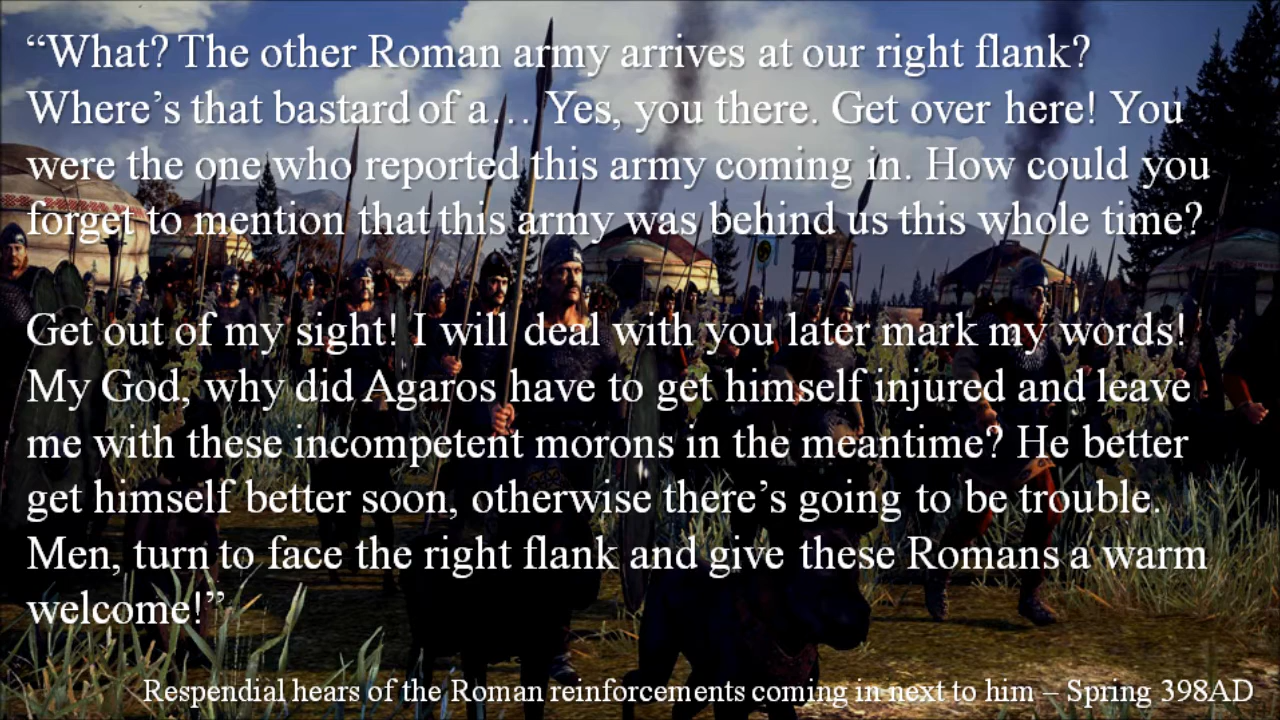 “What? The other Roman army arrives at our right flank?
Where’s that bastard of a… Yes, you there. Get over here! You
were the one who reported this army coming in. How could you
forget to mention that this army was behind us this whole time?
Get out of my sight! I will deal with you later mark my words!
My God, why did Agaros have to get himself injured and leave
me with these incompetent morons in the meantime? He better
get himself better soon, otherwise there’s going to be trouble.
Men, turn to face the right flank and give these Romans a warm
welcome!”
Respendial hears of the Roman reinforcements coming in next to him – Spring 398AD